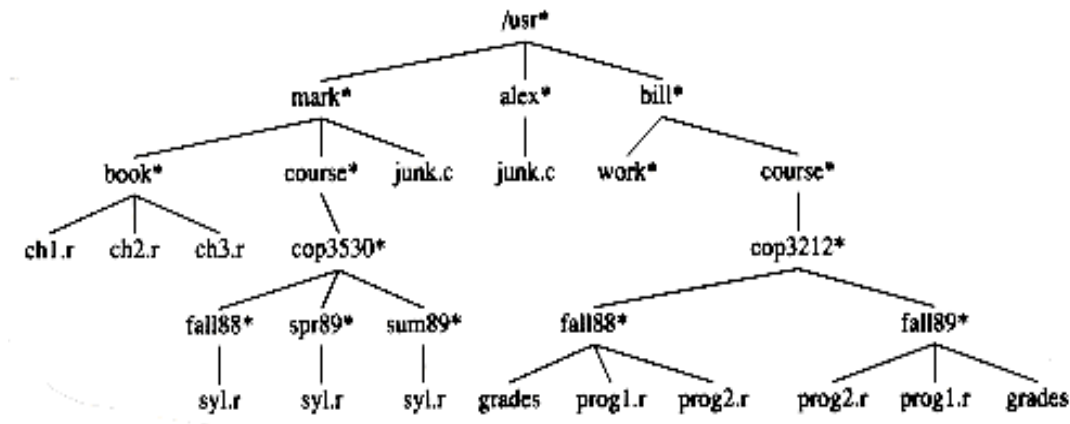 /usr*
mark* alex* bill*
book* course* junk.c junk.c work* course*
ch1.r ch2.r ch3.r cop3530* cop3212*
fall88* spr89* sum89* fall88* fall89*
syl.r syl.r syl.r grades prog1.r prog2.r prog2.r prog1.r grades